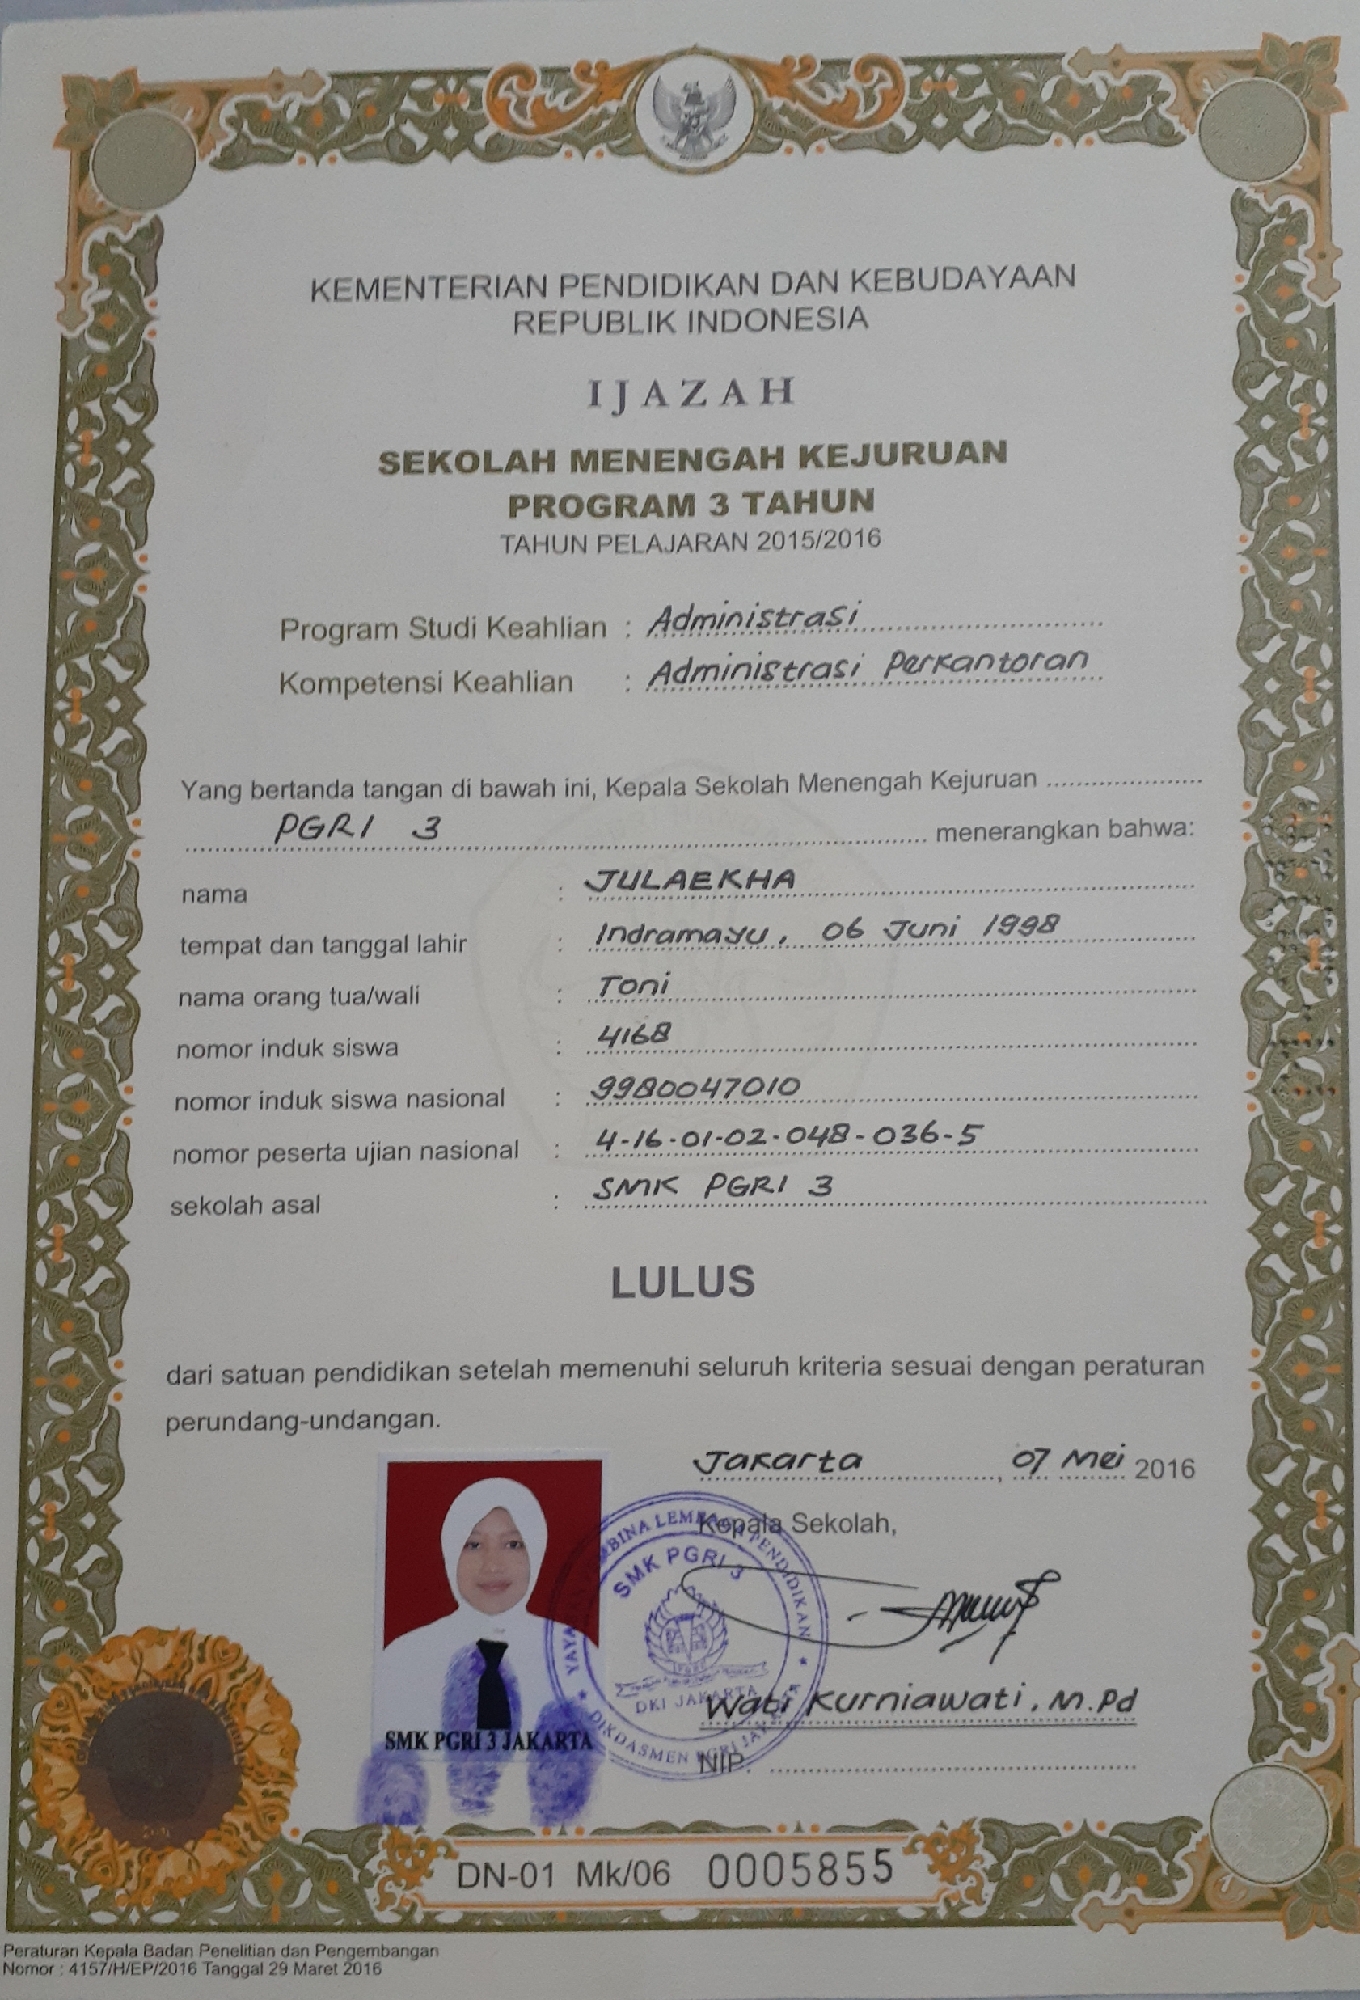 KEMENTERIAN PENDIDIKAN DAN KEBUDAYAAN
REPUBLIK INDONESIA
IJAZAH
SEKOLAH MENENGAH KEJURUAN
PROGRAM 3 TAHUN
TAHUN PELAJARAN 2015/2016
Program Studi Keahlian : Administrasi
Kompetensi Keahlian : Administrasi Perkantoran
Yang bertanda tangan di bawah ini, Kepala Sekolah Menengah Kejuruan
PGRI 3 menerangkan bahwa:
nama : JULAEKHA
tempat dan tanggal lahir : Indramayu, 06 Juni 1998
nama orang tua/wali : Toni
nomor induk siswa : 4168
nomor induk siswa nasional : 9980047010
nomor peserta ujian nasional : 4-16-01-02-048-036-5
sekolah asal : SMK PGRI 3
LULUS
dari satuan pendidikan setelah memenuhi seluruh kriteria sesuai dengan peraturan
perundang-undangan.
Jakarta, 07 Mei 2016
Kepala Sekolah,
LEMBAGA PENDIDIKAN
SMK PGRI 3
DKI JAKARTA
DIKDASMEN PGRI JAKARTA
Wati Kurniawati, M.Pd
SMK PGRI 3 JAKARTA
NIP.
DN-01 Mk/06 0005855
Peraturan Kepala Badan Penelitian dan Pengembangan
Nomor : 4157/H/EP/2016 Tanggal 29 Maret 2016